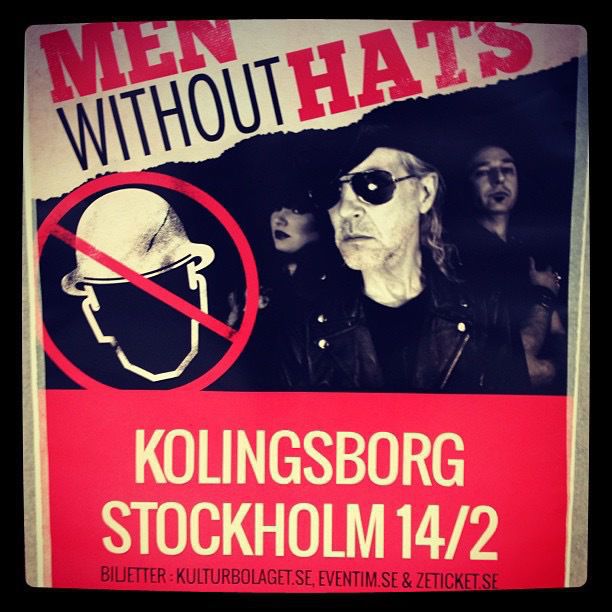 MEN
WITHOUT HATS
KOLINGSBORG
STOCKHOLM 14/2
BILJETTER : KULTURBOLAGET.SE, EVENTIM.SE & ZETICKET.SE